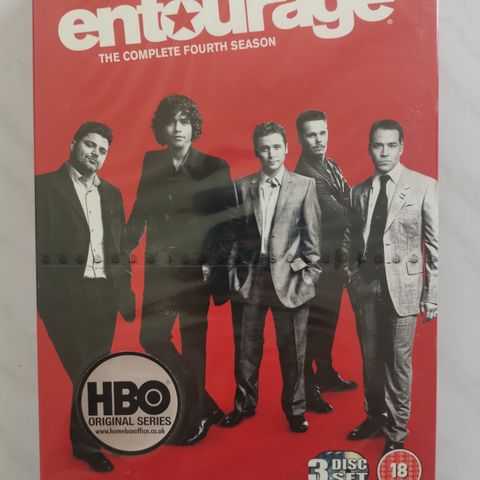 entourage®
THE COMPLETE FOURTH SEASON
HBO
ORIGINAL SERIES
www.homeboxoffice.co.uk
3 DISC
SET
18